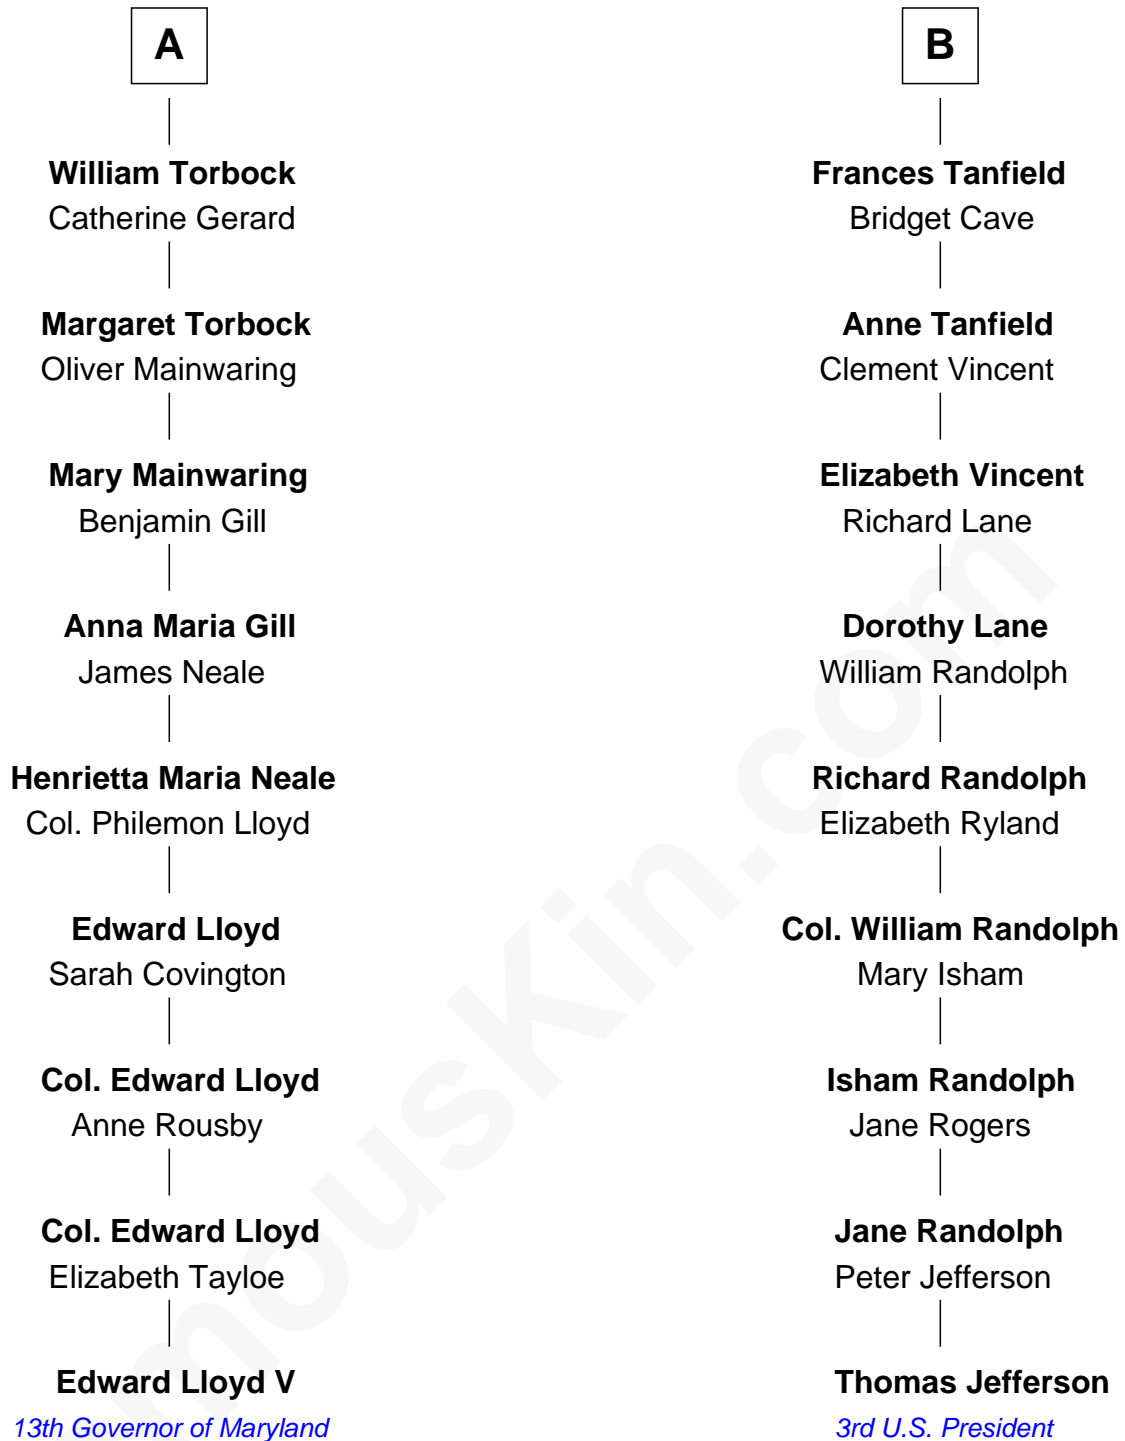 A
B
William Torbock
Catherine Gerard
Frances Tanfield
Bridget Cave
Margaret Torbock
Oliver Mainwaring
Anne Tanfield
Clement Vincent
Mary Mainwaring
Benjamin Gill
Elizabeth Vincent
Richard Lane
Anna Maria Gill
James Neale
Dorothy Lane
William Randolph
Henrietta Maria Neale
Col. Philemon Lloyd
Richard Randolph
Elizabeth Ryland
Edward Lloyd
Sarah Covington
Col. William Randolph
Mary Isham
Col. Edward Lloyd
Anne Rousby
Isham Randolph
Jane Rogers
Col. Edward Lloyd
Elizabeth Tayloe
Jane Randolph
Peter Jefferson
Edward Lloyd V
13th Governor of Maryland
Thomas Jefferson
3rd U.S. President
mousKin.com